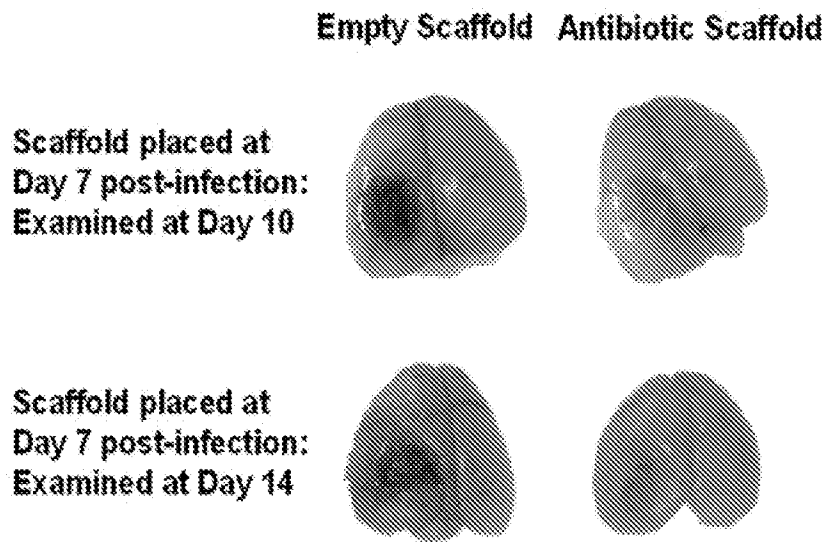 Empty Scaffold Antibiotic Scaffold
Scaffold placed at
Day 7 post-infection:
Examined at Day 10
Scaffold placed at
Day 7 post-infection:
Examined at Day 14